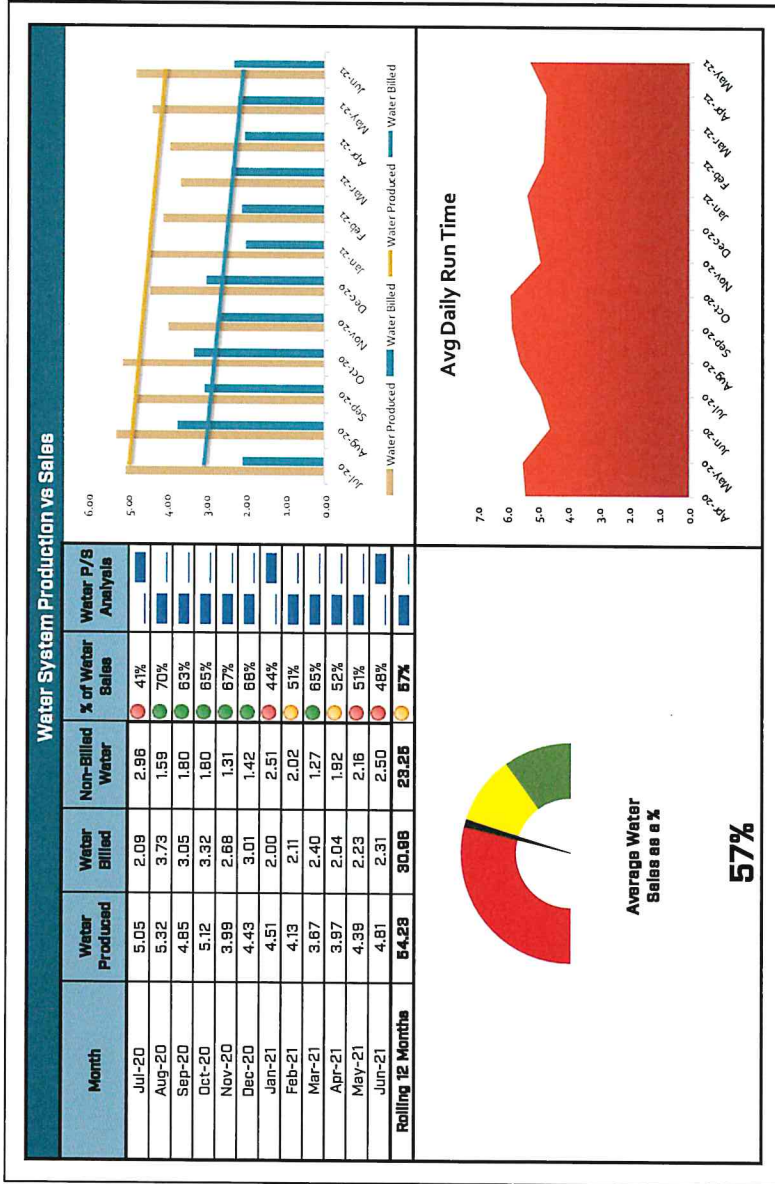 Water System Production vs Sales
Month Water Produced Water Billed Non-Billed Water % of Water Sales Water P/S Analysis
Jul-20 5.05 2.09 2.96 41%
Aug-20 5.32 3.73 1.59 70%
Sep-20 4.85 3.05 1.80 63%
Oct-20 5.12 3.32 1.80 65%
Nov-20 3.99 2.68 1.31 67%
Dec-20 4.43 3.01 1.42 68%
Jan-21 4.51 2.00 2.51 44%
Feb-21 4.13 2.11 2.02 51%
Mar-21 3.67 2.40 1.27 65%
Apr-21 3.97 2.04 1.92 52%
May-21 4.39 2.23 2.16 51%
Jun-21 4.81 2.31 2.50 48%
Rolling 12 Months 54.23 30.98 23.25 57%
6.00
5.00
4.00
3.00
2.00
1.00
0.00
Jul-20 Aug-20 Sep-20 Oct-20 Nov-20 Dec-20 Jan-21 Feb-21 Mar-21 Apr-21 May-21 Jun-21
Water Produced Water Billed Water Produced Water Billed
Average Water
Sales as a %
57%
Avg Daily Run Time
7.0
6.0
5.0
4.0
3.0
2.0
1.0
0.0
Apr-20 May-20 Jun-20 Jul-20 Aug-20 Sep-20 Oct-20 Nov-20 Dec-20 Jan-21 Feb-21 Mar-21 Apr-21 May-21